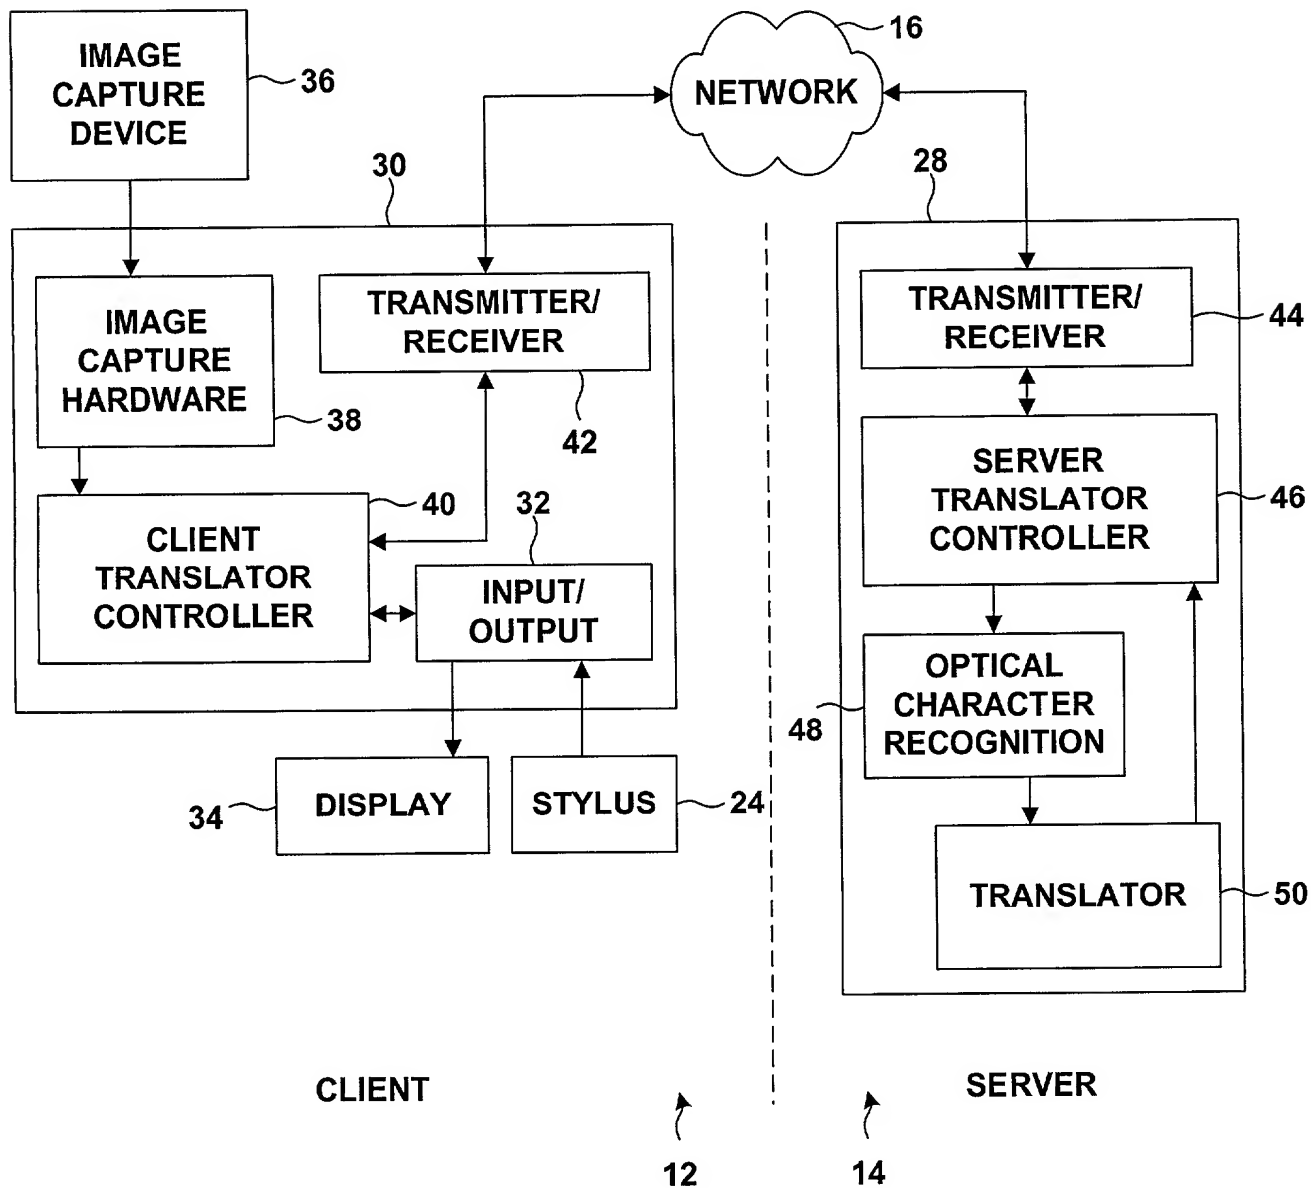 IMAGE
CAPTURE
DEVICE
36
16
NETWORK
30
28
IMAGE
CAPTURE
HARDWARE
38
TRANSMITTER/
RECEIVER
42
TRANSMITTER/
RECEIVER
44
40
CLIENT
TRANSLATOR
CONTROLLER
32
INPUT/
OUTPUT
SERVER
TRANSLATOR
CONTROLLER
46
OPTICAL
CHARACTER
RECOGNITION
48
34
DISPLAY
STYLUS
24
TRANSLATOR
50
CLIENT
SERVER
12
14